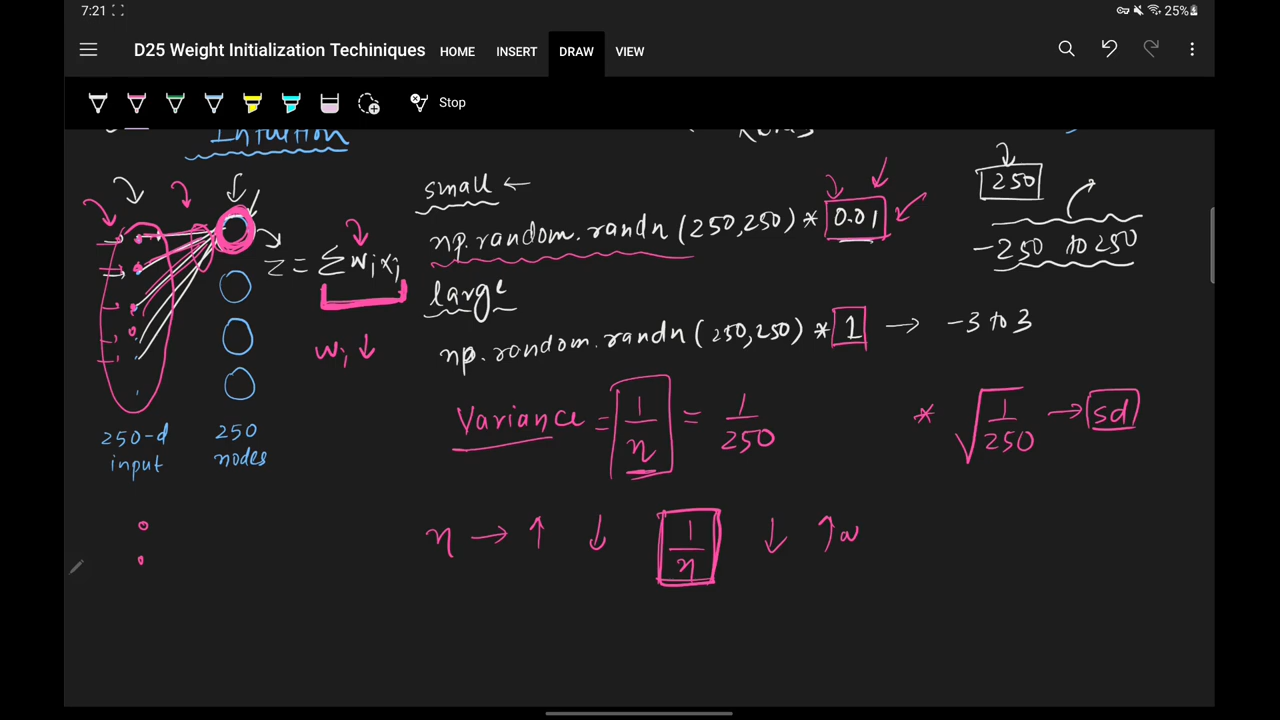 7:21
25%
D25 Weight Initialization Techiniques HOME INSERT DRAW VIEW
Stop
Intuition
small ←
250
np.random.randn(250,250) * 0.01
-250 to 250
z = Σ wi xi
large
wi ↓
np.random.randn(250,250) * 1 → -3 to 3
Variance = 1/n = 1/250
* √1/250 → sd
250-d input
250 nodes
n → ↑ ↓ 1/n ↓ ↑w